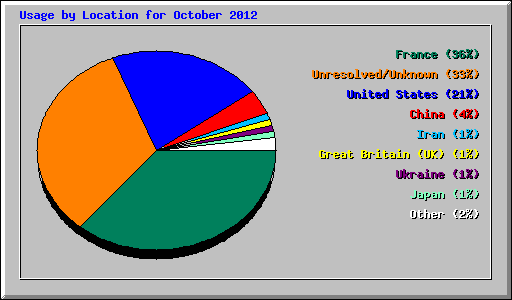 Usage by Location for October 2012
France (36%)
Unresolved/Unknown (33%)
United States (21%)
China (4%)
Iran (1%)
Great Britain (UK) (1%)
Ukraine (1%)
Japan (1%)
Other (2%)